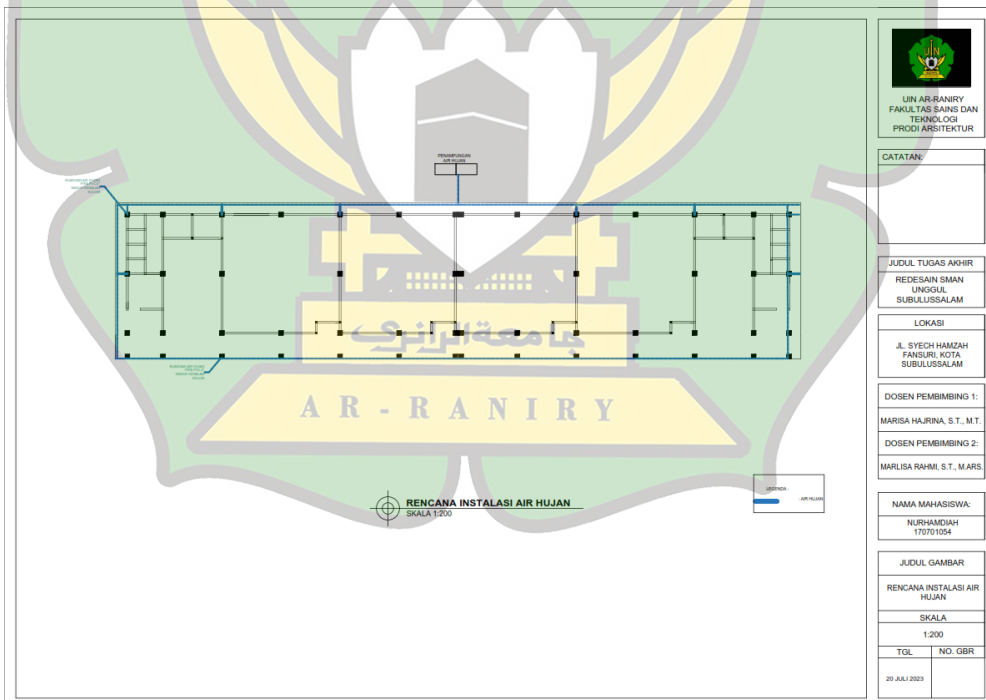 UIN AR-RANIRY
FAKULTAS SAINS DAN
TEKNOLOGI
PRODI ARSITEKTUR
CATATAN:
JUDUL TUGAS AKHIR
REDESAIN SMAN
UNGGUL
SUBULUSSALAM
LOKASI
JL. SYECH HAMZAH
FANSURI, KOTA
SUBULUSSALAM
DOSEN PEMBIMBING 1:
MARISA HAJRINA, S.T., M.T.
DOSEN PEMBIMBING 2:
MARLISA RAHMI, S.T., M.ARS.
NAMA MAHASISWA:
NURHAMDIAH
170701054
JUDUL GAMBAR
RENCANA INSTALASI AIR
HUJAN
SKALA
1:200
TGL NO. GBR
20 JULI 2023
PENAMPUNGAN
AIR HUJAN
جامعة الرانري
AR-RANIRY
RENCANA INSTALASI AIR HUJAN
SKALA 1:200
LEGENDA :
: AIR HUJAN